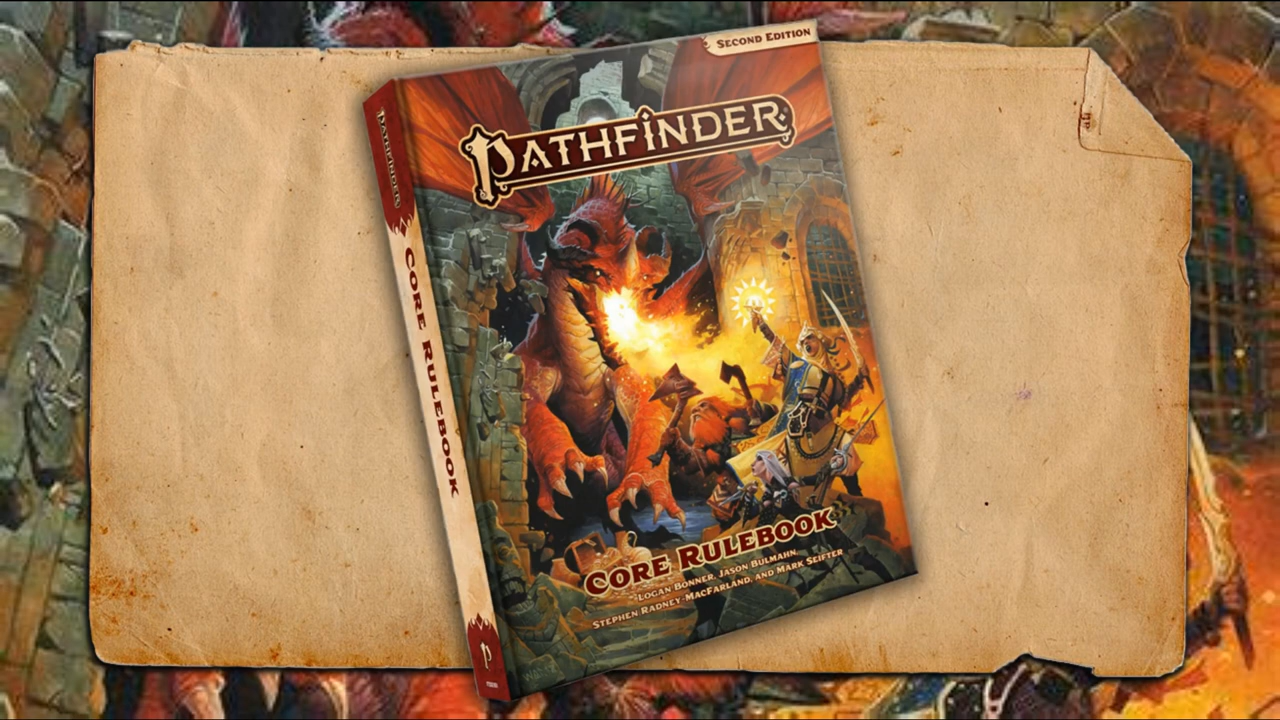 SECOND EDITION
PATHFINDER
CORE RULEBOOK
LOGAN BONNER, JASON BULMAHN,
STEPHEN RADNEY-MACFARLAND, AND MARK SEIFTER
PATHFINDER
CORE RULEBOOK
P